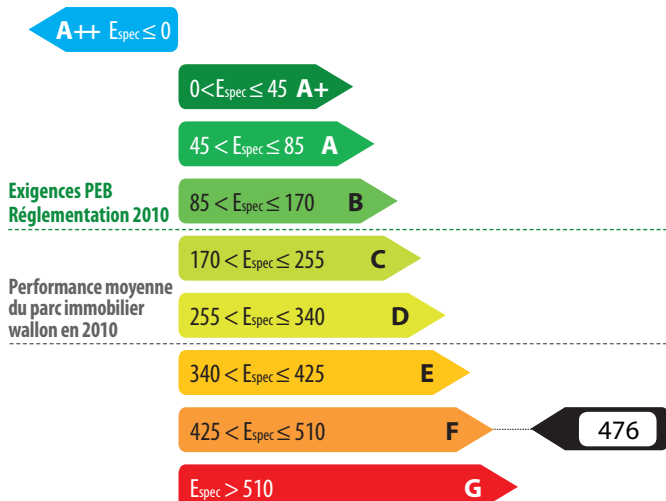 A++ Espec ≤ 0
0 < Espec ≤ 45 A+
45 < Espec ≤ 85 A
Exigences PEB
Réglementation 2010
85 < Espec ≤ 170 B
170 < Espec ≤ 255 C
Performance moyenne
du parc immobilier
wallon en 2010
255 < Espec ≤ 340 D
340 < Espec ≤ 425 E
425 < Espec ≤ 510 F 476
Espec > 510 G